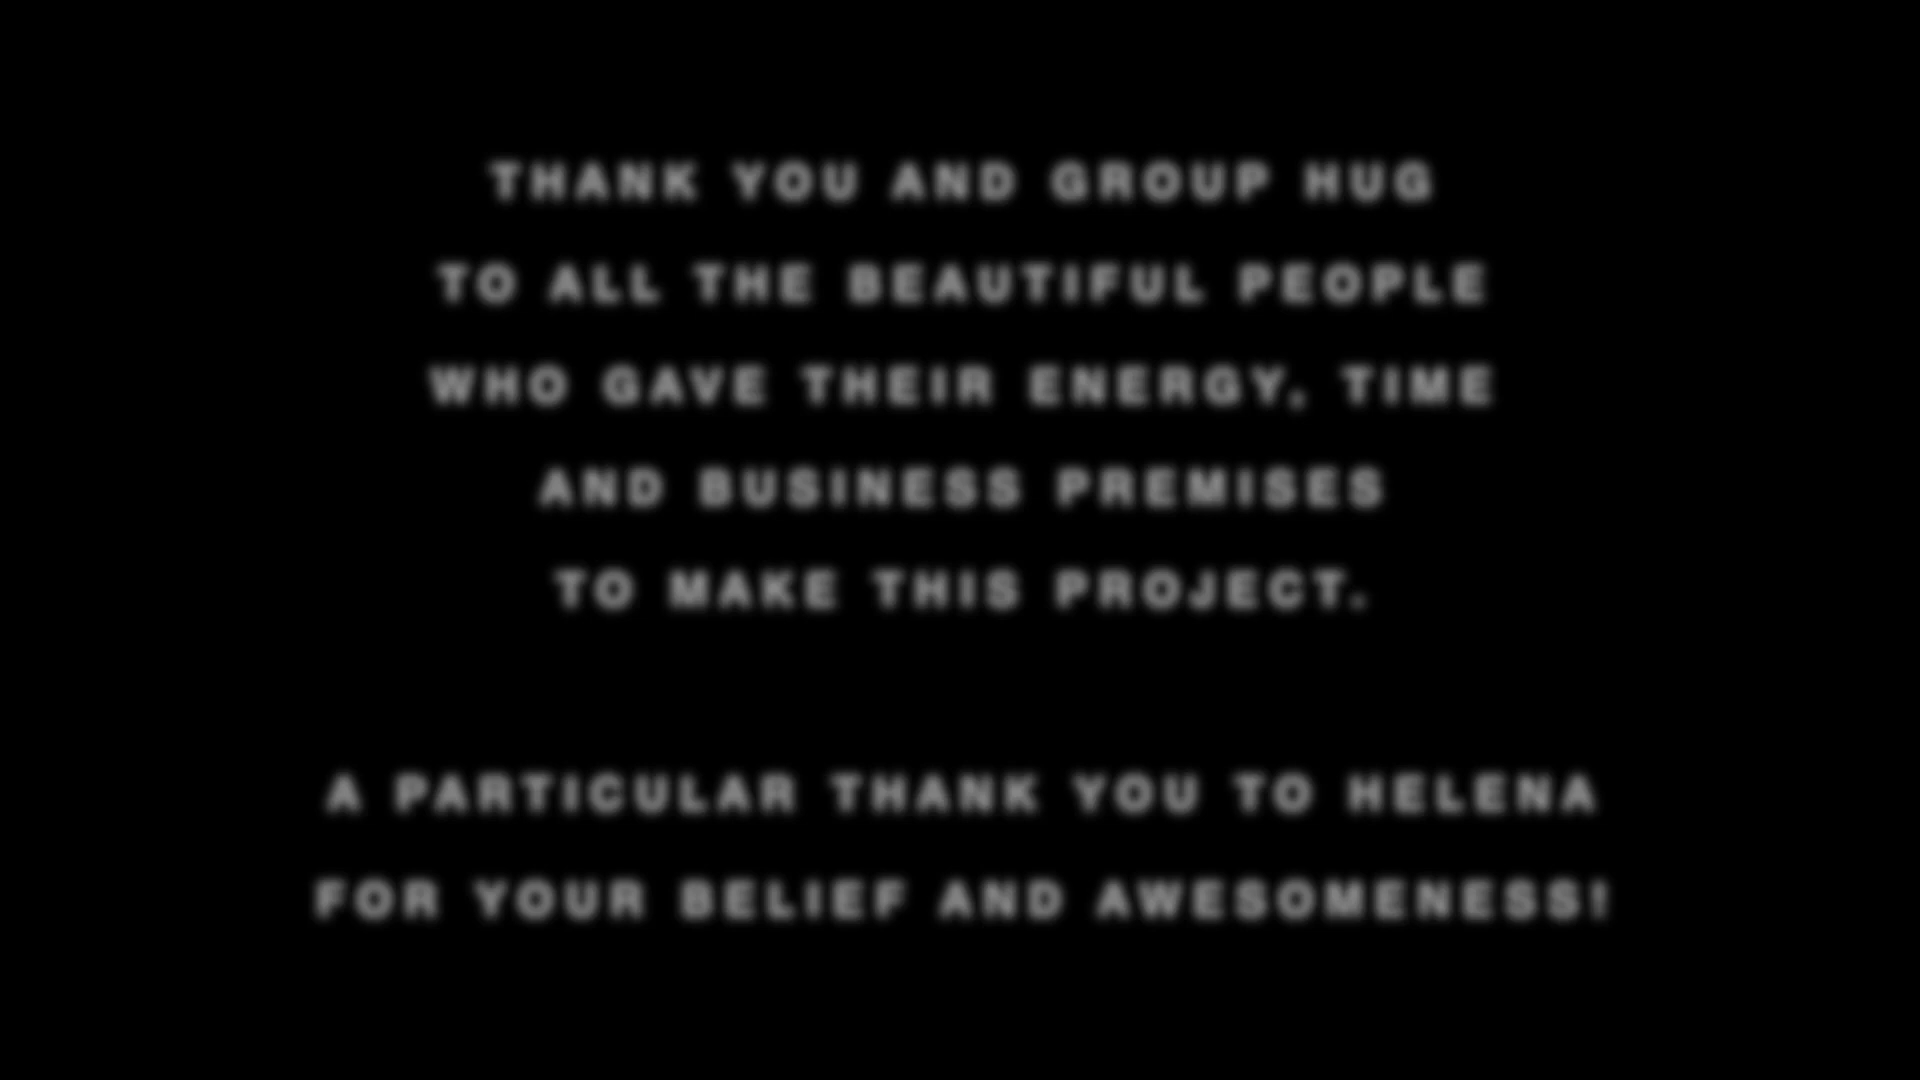 THANK YOU AND GROUP HUG
TO ALL THE BEAUTIFUL PEOPLE
WHO GAVE THEIR ENERGY, TIME
AND BUSINESS PREMISES
TO MAKE THIS PROJECT.
A PARTICULAR THANK YOU TO HELENA
FOR YOUR BELIEF AND AWESOMENESS!